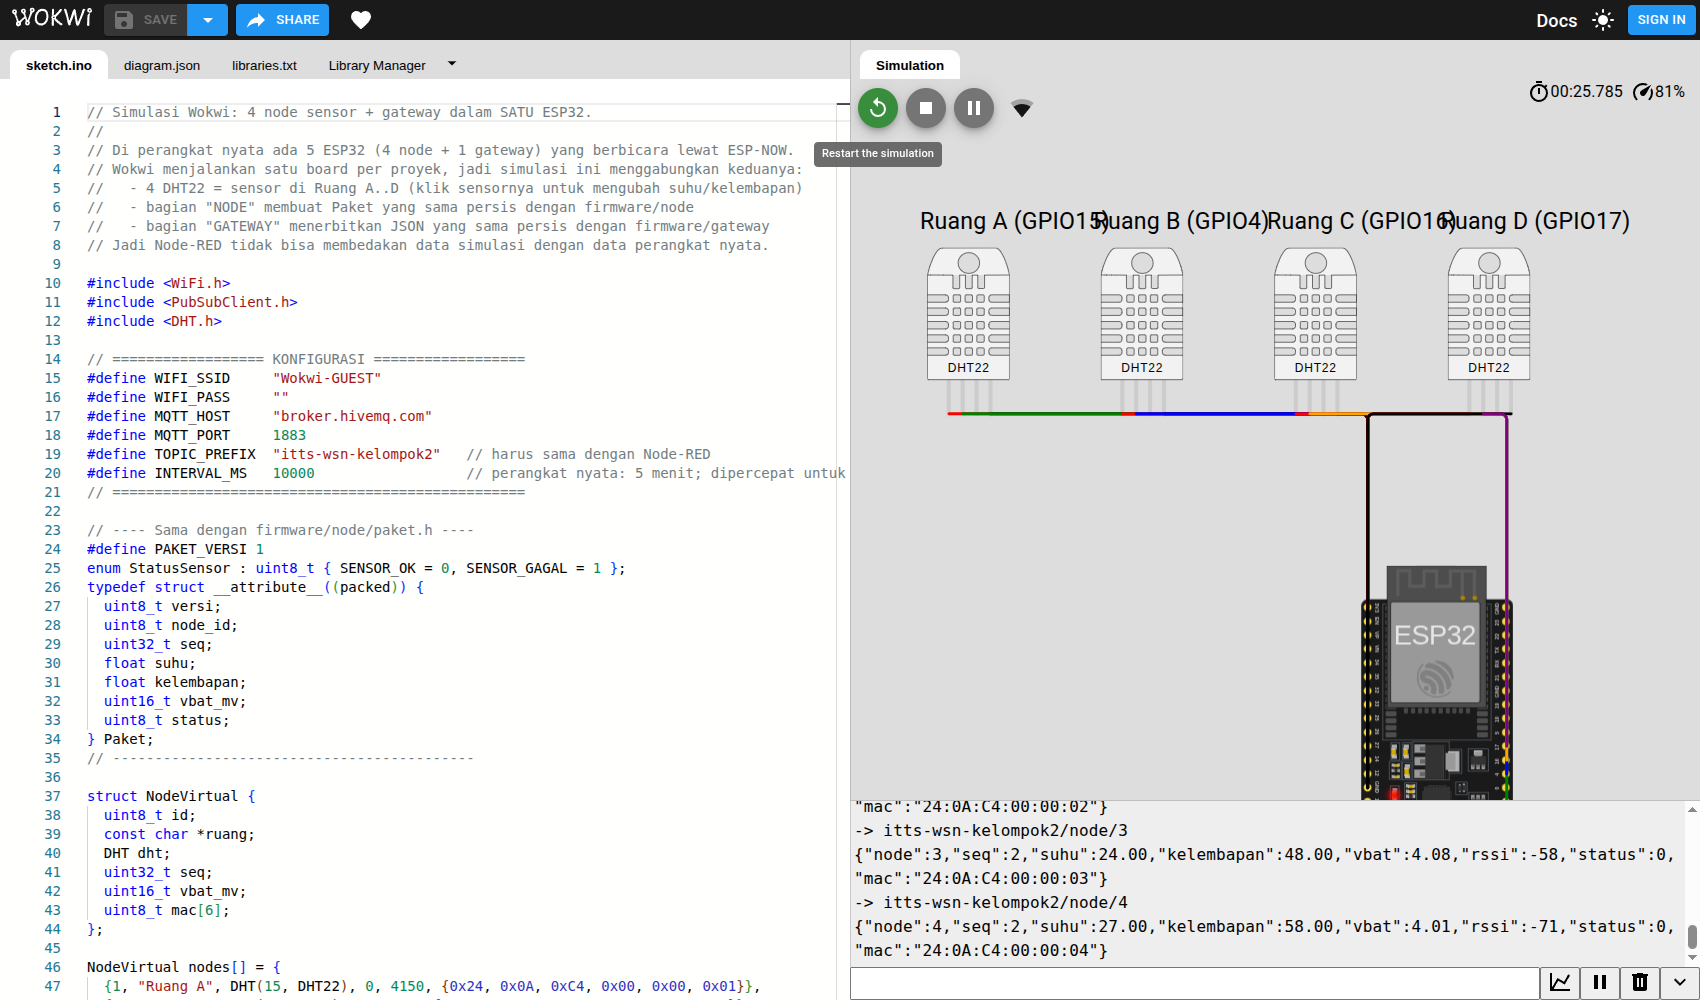 WOKWI SAVE SHARE Docs SIGN IN
sketch.ino diagram.json libraries.txt Library Manager
Simulation
00:25.785 81%
Restart the simulation
1 // Simulasi Wokwi: 4 node sensor + gateway dalam SATU ESP32.
2 //
3 // Di perangkat nyata ada 5 ESP32 (4 node + 1 gateway) yang berbicara lewat ESP-NOW.
4 // Wokwi menjalankan satu board per proyek, jadi simulasi ini menggabungkan keduanya:
5 //   - 4 DHT22 = sensor di Ruang A..D (klik sensornya untuk mengubah suhu/kelembapan)
6 //   - bagian "NODE" membuat Paket yang sama persis dengan firmware/node
7 //   - bagian "GATEWAY" menerbitkan JSON yang sama persis dengan firmware/gateway
8 // Jadi Node-RED tidak bisa membedakan data simulasi dengan data perangkat nyata.
9
10 #include <WiFi.h>
11 #include <PubSubClient.h>
12 #include <DHT.h>
13
14 // ================== KONFIGURASI ==================
15 #define WIFI_SSID     "Wokwi-GUEST"
16 #define WIFI_PASS     ""
17 #define MQTT_HOST     "broker.hivemq.com"
18 #define MQTT_PORT     1883
19 #define TOPIC_PREFIX  "itts-wsn-kelompok2"   // harus sama dengan Node-RED
20 #define INTERVAL_MS   10000                  // perangkat nyata: 5 menit; dipercepat untuk
21 // =================================================
22
23 // ---- Sama dengan firmware/node/paket.h ----
24 #define PAKET_VERSI 1
25 enum StatusSensor : uint8_t { SENSOR_OK = 0, SENSOR_GAGAL = 1 };
26 typedef struct __attribute__((packed)) {
27   uint8_t versi;
28   uint8_t node_id;
29   uint32_t seq;
30   float suhu;
31   float kelembapan;
32   uint16_t vbat_mv;
33   uint8_t status;
34 } Paket;
35 // -------------------------------------------
36
37 struct NodeVirtual {
38   uint8_t id;
39   const char *ruang;
40   DHT dht;
41   uint32_t seq;
42   uint16_t vbat_mv;
43   uint8_t mac[6];
44 };
45
46 NodeVirtual nodes[] = {
47   {1, "Ruang A", DHT(15, DHT22), 0, 4150, {0x24, 0x0A, 0xC4, 0x00, 0x00, 0x01}},
Ruang A (GPIO15) Ruang B (GPIO4) Ruang C (GPIO16) Ruang D (GPIO17)
DHT22 DHT22 DHT22 DHT22
ESP32
"mac":"24:0A:C4:00:00:02"}
-> itts-wsn-kelompok2/node/3
{"node":3,"seq":2,"suhu":24.00,"kelembapan":48.00,"vbat":4.08,"rssi":-58,"status":0,
"mac":"24:0A:C4:00:00:03"}
-> itts-wsn-kelompok2/node/4
{"node":4,"seq":2,"suhu":27.00,"kelembapan":58.00,"vbat":4.01,"rssi":-71,"status":0,
"mac":"24:0A:C4:00:00:04"}